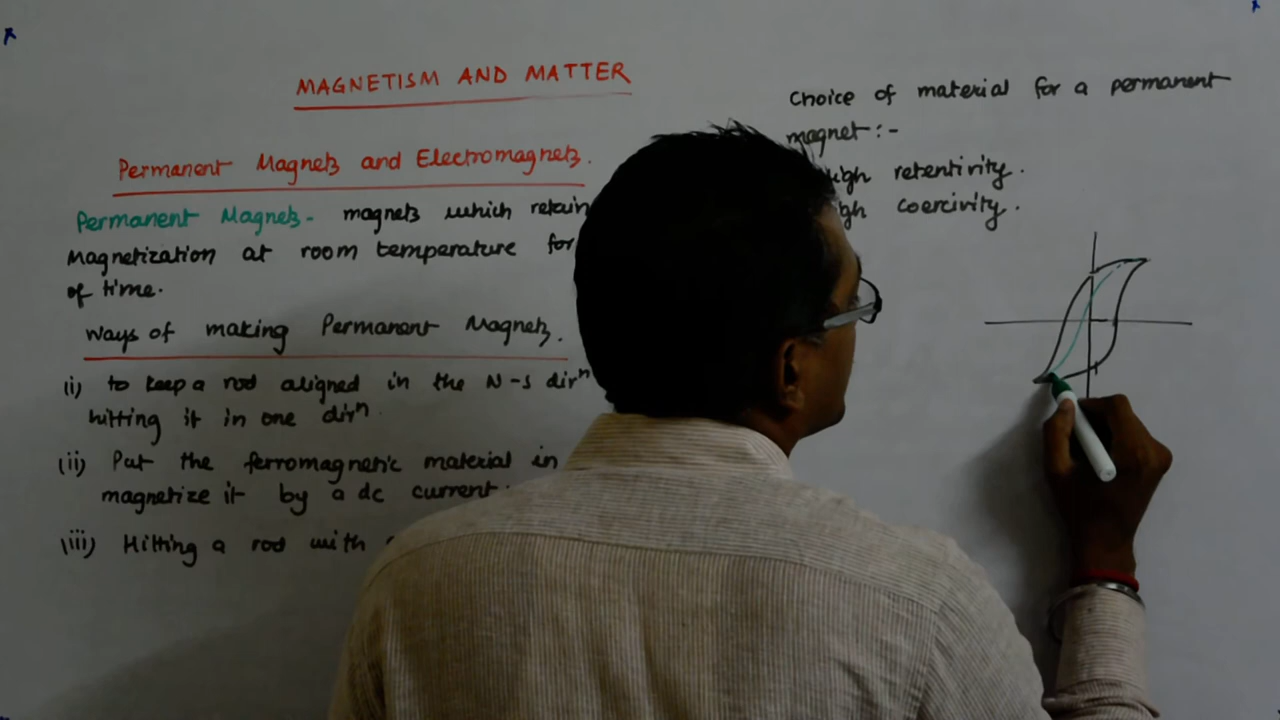 MAGNETISM AND MATTER
Permanent Magnets and Electromagnets.
Permanent Magnets - magnets which retain
Magnetization at room temperature for
of time.
Ways of making Permanent Magnets.
(i) to keep a rod aligned in the N-S dirⁿ
hitting it in one dirⁿ
(ii) Put the ferromagnetic material in
magnetize it by a dc current.
(iii) Hitting a rod with
Choice of material for a permanent
magnet:-
retentivity.
coercivity.